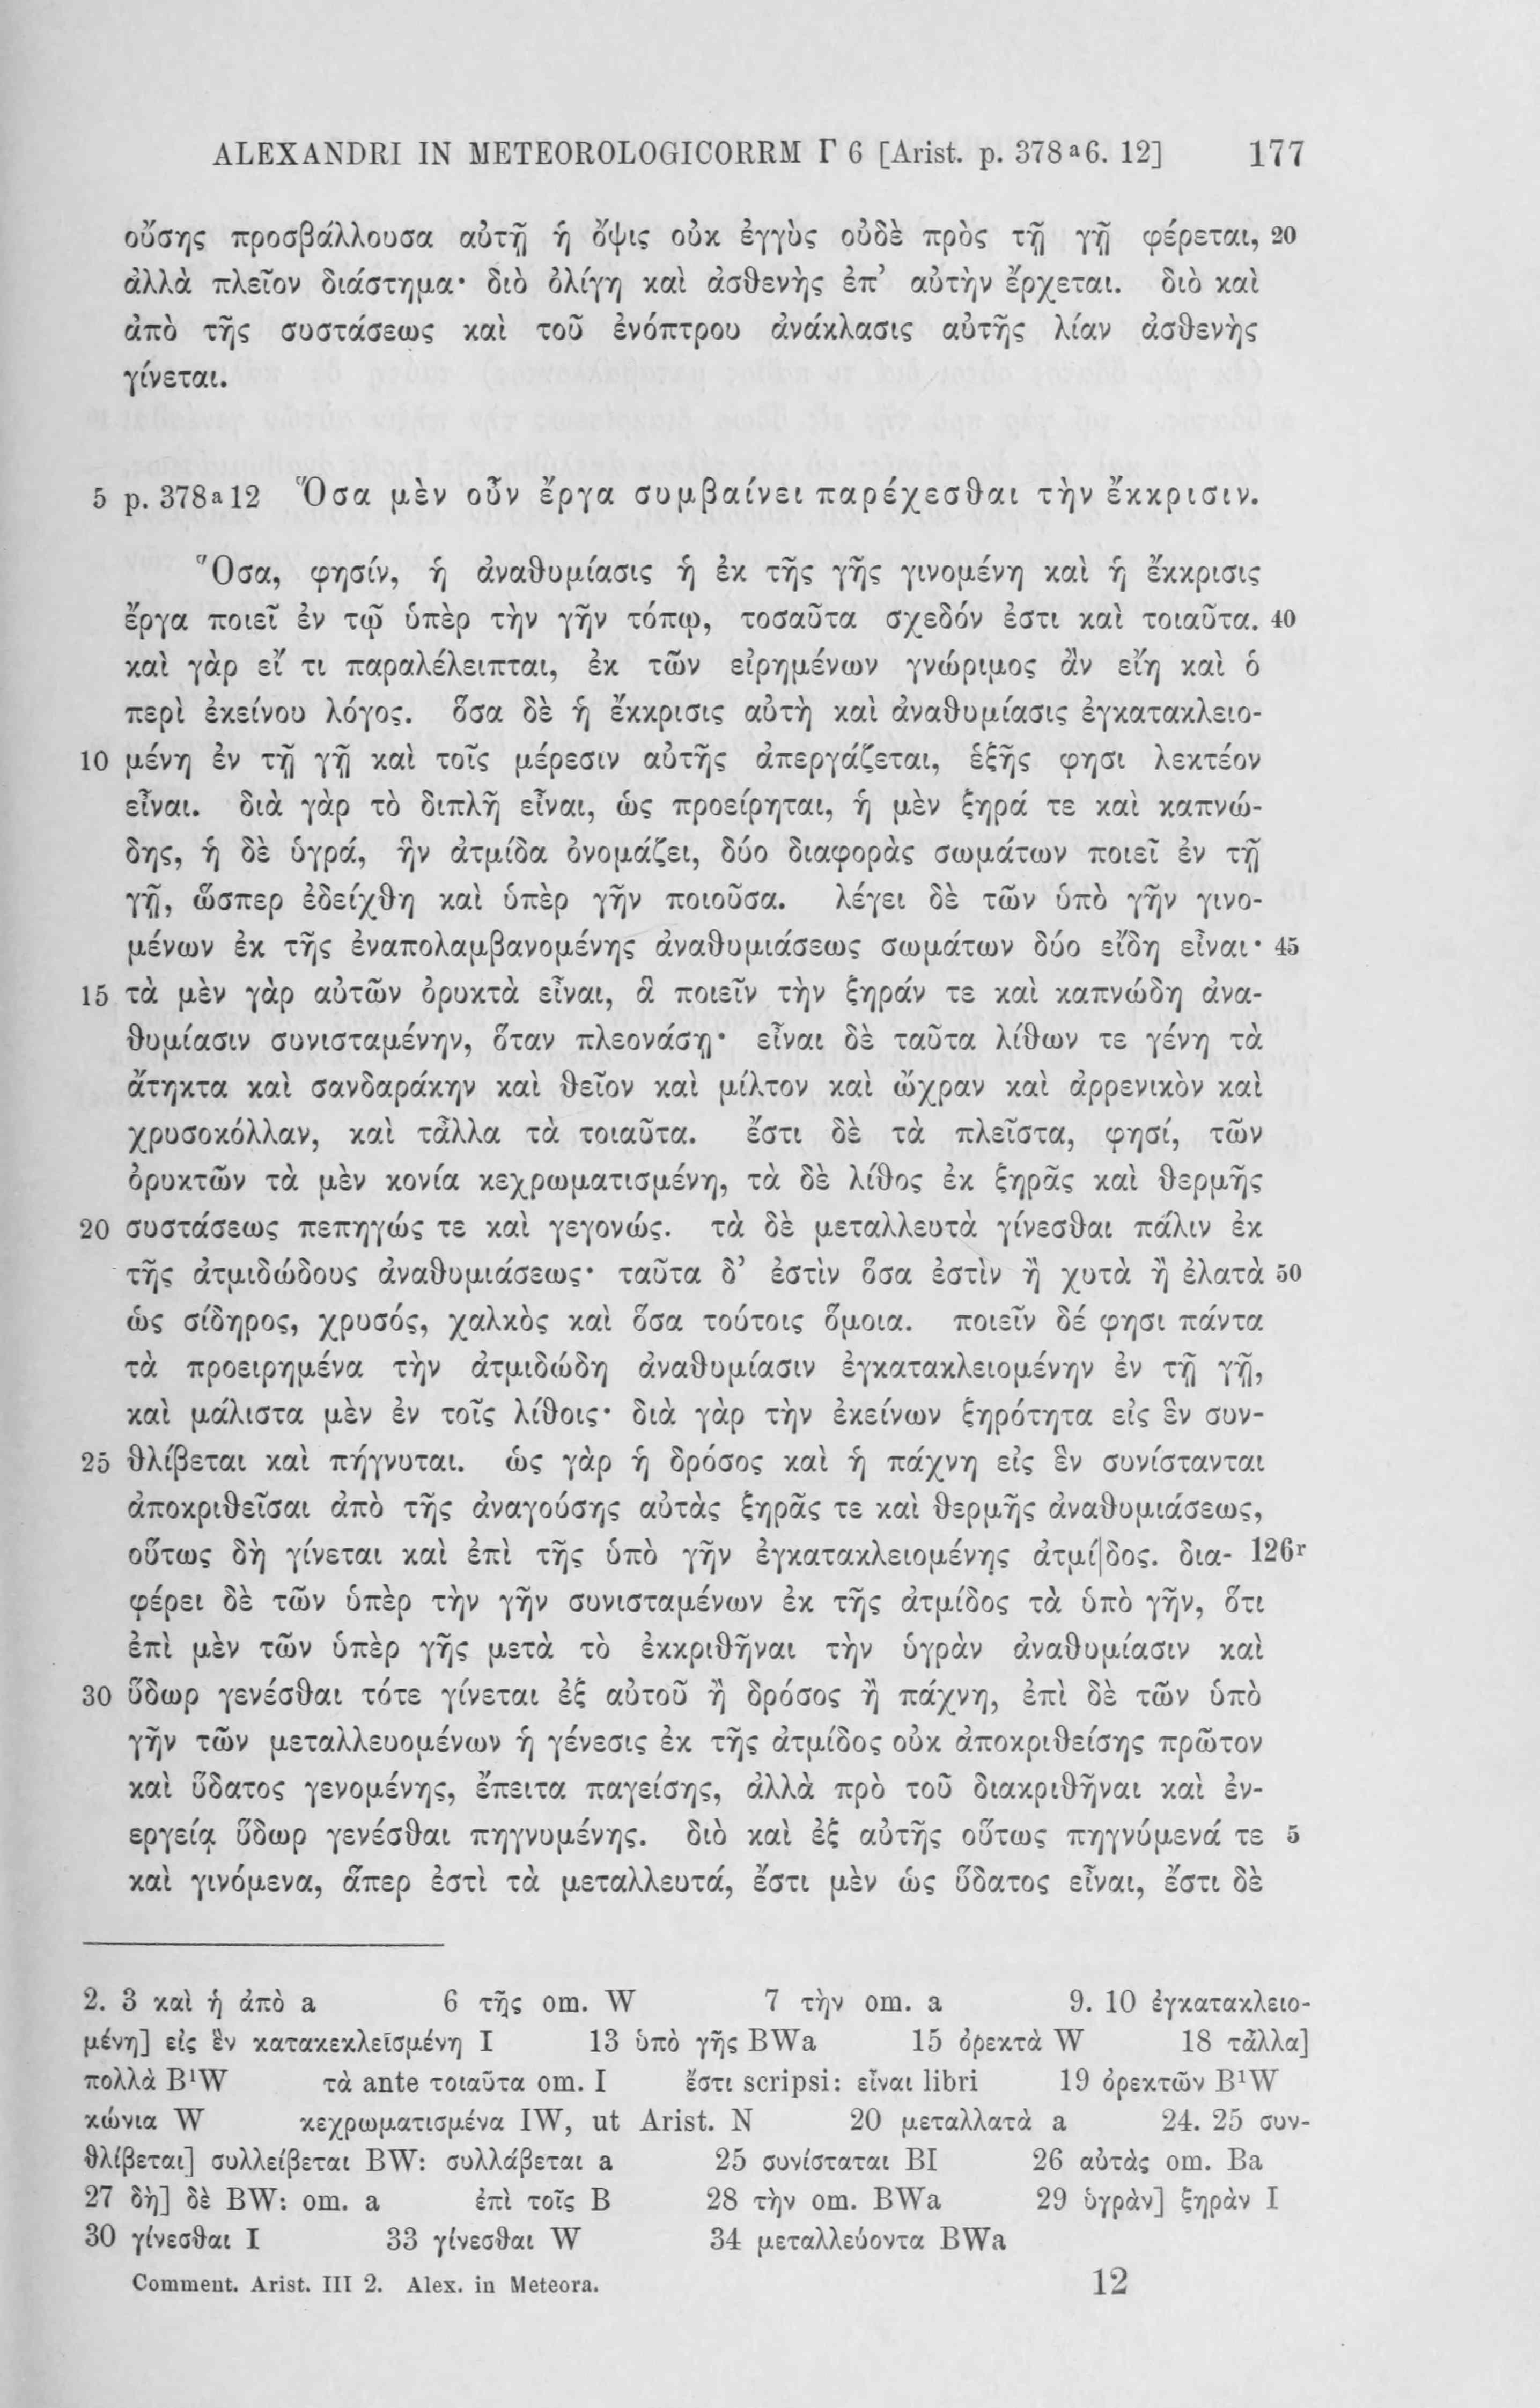 ALEXANDRI IN METEOROLOGICORRM Γ 6 [Arist. p. 378 a 6. 12] 177
οὔσης προσβάλλουσα αὐτῇ ἡ ὄψις οὐκ ἐγγὺς οὐδὲ πρὸς τῇ γῇ φέρεται, 20
ἀλλὰ πλεῖον διάστημα· διὸ ὀλίγη καὶ ἀσθενὴς ἐπ’ αὐτὴν ἔρχεται. διὸ καὶ
ἀπὸ τῆς συστάσεως καὶ τοῦ ἐνόπτρου ἀνάκλασις αὐτῆς λίαν ἀσθενὴς
γίνεται.
5 p. 378 a 12 Ὅσα μὲν οὖν ἔργα συμβαίνει παρέχεσθαι τὴν ἔκκρισιν.
Ὅσα, φησίν, ἡ ἀναθυμίασις ἡ ἐκ τῆς γῆς γινομένη καὶ ἡ ἔκκρισις
ἔργα ποιεῖ ἐν τῷ ὑπὲρ τὴν γῆν τόπῳ, τοσαῦτα σχεδόν ἐστι καὶ τοιαῦτα. 40
καὶ γὰρ εἴ τι παραλέλειπται, ἐκ τῶν εἰρημένων γνώριμος ἂν εἴη καὶ ὁ
περὶ ἐκείνου λόγος. ὅσα δὲ ἡ ἔκκρισις αὐτὴ καὶ ἀναθυμίασις ἐγκατακλειο-
10 μένη ἐν τῇ γῇ καὶ τοῖς μέρεσιν αὐτῆς ἀπεργάζεται, ἑξῆς φησι λεκτέον
εἶναι. διὰ γὰρ τὸ διπλῆ εἶναι, ὡς προείρηται, ἡ μὲν ξηρά τε καὶ καπνώ-
δης, ἡ δὲ ὑγρά, ἣν ἀτμίδα ὀνομάζει, δύο διαφορὰς σωμάτων ποιεῖ ἐν τῇ
γῇ, ὥσπερ ἐδείχθη καὶ ὑπὲρ γῆν ποιοῦσα. λέγει δὲ τῶν ὑπὸ γῆν γινο-
μένων ἐκ τῆς ἐναπολαμβανομένης ἀναθυμιάσεως σωμάτων δύο εἴδη εἶναι· 45
15 τὰ μὲν γὰρ αὐτῶν ὀρυκτὰ εἶναι, ἃ ποιεῖν τὴν ξηράν τε καὶ καπνώδη ἀνα-
θυμίασιν συνισταμένην, ὅταν πλεονάσῃ· εἶναι δὲ ταῦτα λίθων τε γένη τὰ
ἄτηκτα καὶ σανδαράκην καὶ θεῖον καὶ μίλτον καὶ ὤχραν καὶ ἀρρενικὸν καὶ
χρυσοκόλλαν, καὶ τἆλλα τὰ τοιαῦτα. ἔστι δὲ τὰ πλεῖστα, φησί, τῶν
ὀρυκτῶν τὰ μὲν κονία κεχρωματισμένη, τὰ δὲ λίθος ἐκ ξηρᾶς καὶ θερμῆς
20 συστάσεως πεπηγώς τε καὶ γεγονώς. τὰ δὲ μεταλλευτὰ γίνεσθαι πάλιν ἐκ
τῆς ἀτμιδώδους ἀναθυμιάσεως· ταῦτα δ’ ἐστὶν ὅσα ἐστὶν ἢ χυτὰ ἢ ἐλατὰ 50
ὡς σίδηρος, χρυσός, χαλκὸς καὶ ὅσα τούτοις ὅμοια. ποιεῖν δέ φησι πάντα
τὰ προειρημένα τὴν ἀτμιδώδη ἀναθυμίασιν ἐγκατακλειομένην ἐν τῇ γῇ,
καὶ μάλιστα μὲν ἐν τοῖς λίθοις· διὰ γὰρ τὴν ἐκείνων ξηρότητα εἰς ἓν συν-
25 θλίβεται καὶ πήγνυται. ὡς γὰρ ἡ δρόσος καὶ ἡ πάχνη εἰς ἓν συνίστανται
ἀποκριθεῖσαι ἀπὸ τῆς ἀναγούσης αὐτὰς ξηρᾶς τε καὶ θερμῆς ἀναθυμιάσεως,
οὕτως δὴ γίνεται καὶ ἐπὶ τῆς ὑπὸ γῆν ἐγκατακλειομένης ἀτμί|δος. δια- 126r
φέρει δὲ τῶν ὑπὲρ τὴν γῆν συνισταμένων ἐκ τῆς ἀτμίδος τὰ ὑπὸ γῆν, ὅτι
ἐπὶ μὲν τῶν ὑπὲρ γῆς μετὰ τὸ ἐκκριθῆναι τὴν ὑγρὰν ἀναθυμίασιν καὶ
30 ὕδωρ γενέσθαι τότε γίνεται ἐξ αὐτοῦ ἢ δρόσος ἢ πάχνη, ἐπὶ δὲ τῶν ὑπὸ
γῆν τῶν μεταλλευομένων ἡ γένεσις ἐκ τῆς ἀτμίδος οὐκ ἀποκριθείσης πρῶτον
καὶ ὕδατος γενομένης, ἔπειτα παγείσης, ἀλλὰ πρὸ τοῦ διακριθῆναι καὶ ἐν-
εργείᾳ ὕδωρ γενέσθαι πηγνυμένης. διὸ καὶ ἐξ αὐτῆς οὕτως πηγνύμενά τε 5
καὶ γινόμενα, ἅπερ ἐστὶ τὰ μεταλλευτά, ἔστι μὲν ὡς ὕδατος εἶναι, ἔστι δὲ
2. 3 καὶ ἡ ἀπὸ a 6 τῆς om. W 7 τὴν om. a 9. 10 ἐγκατακλειο-
μένη] εἰς ἓν κατακεκλεισμένη I 13 ὑπὸ γῆς BWa 15 ὀρεκτὰ W 18 τἆλλα]
πολλὰ B¹W τὰ ante τοιαῦτα om. I ἔστι scripsi: εἶναι libri 19 ὀρεκτῶν B¹W
κώνια W κεχρωματισμένα IW, ut Arist. N 20 μεταλλατὰ a 24. 25 συν-
θλίβεται] συλλείβεται BW: συλλάβεται a 25 συνίσταται BI 26 αὐτὰς om. Ba
27 δὴ] δὲ BW: om. a ἐπὶ τοῖς B 28 τὴν om. BWa 29 ὑγρὰν] ξηρὰν I
30 γίνεσθαι I 33 γίνεσθαι W 34 μεταλλεύοντα BWa
Comment. Arist. III 2. Alex. in Meteora. 12